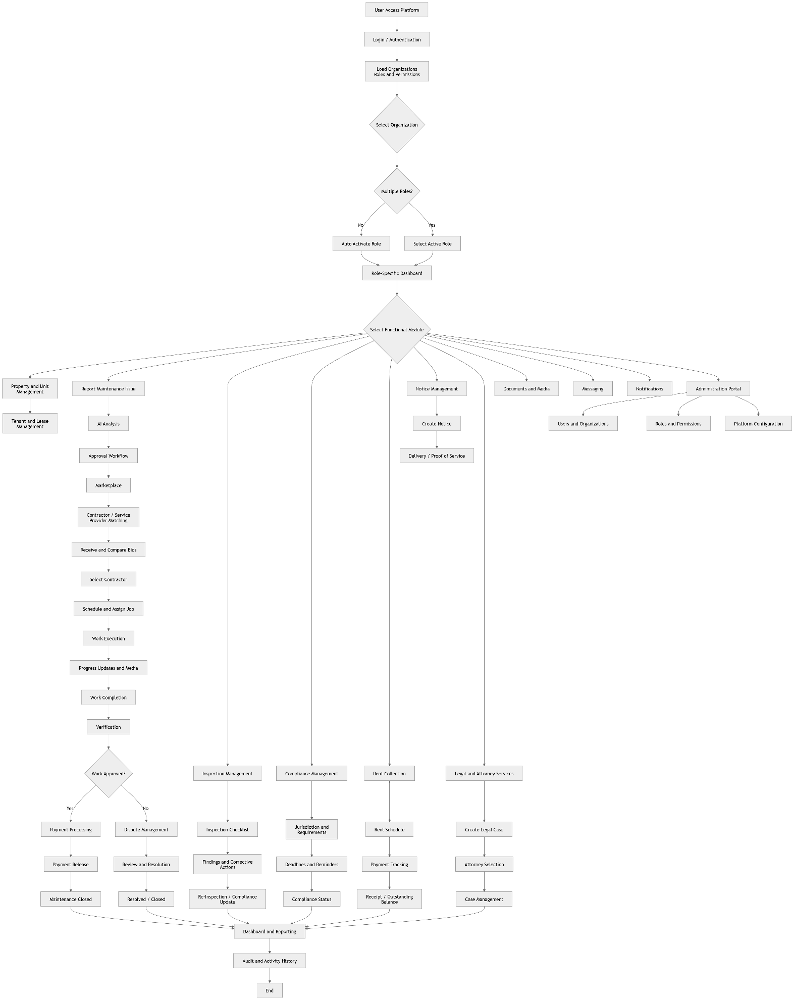 User Access Platform
Login / Authentication
Load Organizations
Roles and Permissions
Select Organization
Multiple Roles?
No
Yes
Auto Activate Role
Select Active Role
Role-Specific Dashboard
Select Functional Module
Property and Unit
Management
Report Maintenance Issue
Notice Management
Documents and Media
Messaging
Notifications
Administration Portal
Tenant and Lease
Management
AI Analysis
Create Notice
Users and Organizations
Roles and Permissions
Platform Configuration
Approval Workflow
Delivery / Proof of Service
Marketplace
Contractor / Service
Provider Matching
Receive and Compare Bids
Select Contractor
Schedule and Assign Job
Work Execution
Progress Updates and Media
Work Completion
Verification
Work Approved?
Inspection Management
Compliance Management
Rent Collection
Legal and Attorney Services
Yes
No
Payment Processing
Dispute Management
Inspection Checklist
Jurisdiction and
Requirements
Rent Schedule
Create Legal Case
Payment Release
Review and Resolution
Findings and Corrective
Actions
Deadlines and Reminders
Payment Tracking
Attorney Selection
Maintenance Closed
Resolved / Closed
Re-Inspection / Compliance
Update
Compliance Status
Receipt / Outstanding
Balance
Case Management
Dashboard and Reporting
Audit and Activity History
End